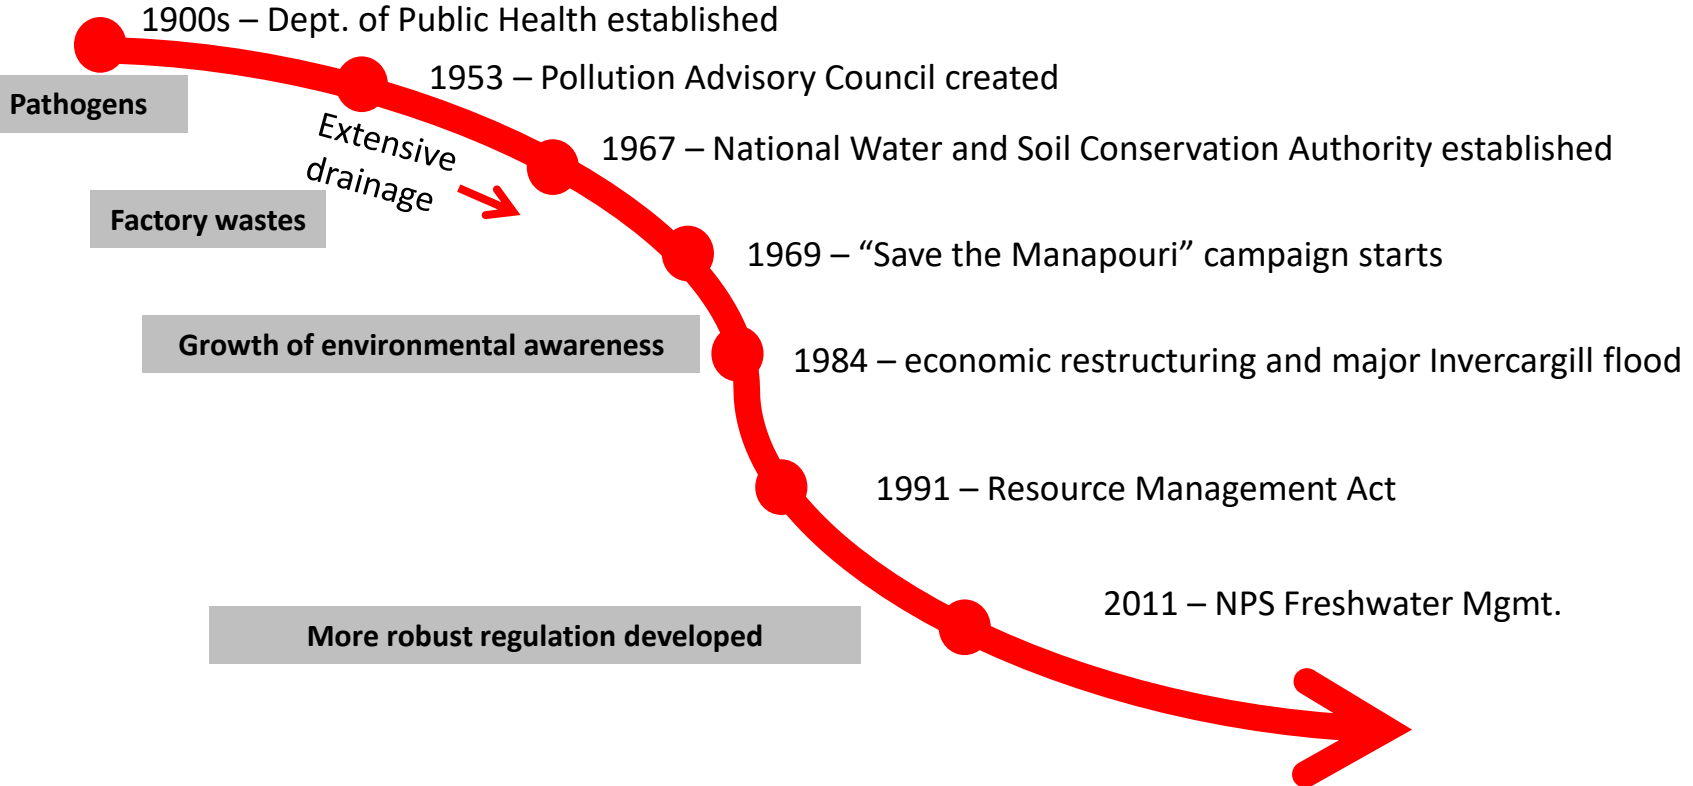 1900s – Dept. of Public Health established
1953 – Pollution Advisory Council created
Pathogens
Extensive
drainage
1967 – National Water and Soil Conservation Authority established
Factory wastes
1969 – “Save the Manapouri” campaign starts
Growth of environmental awareness
1984 – economic restructuring and major Invercargill flood
1991 – Resource Management Act
2011 – NPS Freshwater Mgmt.
More robust regulation developed